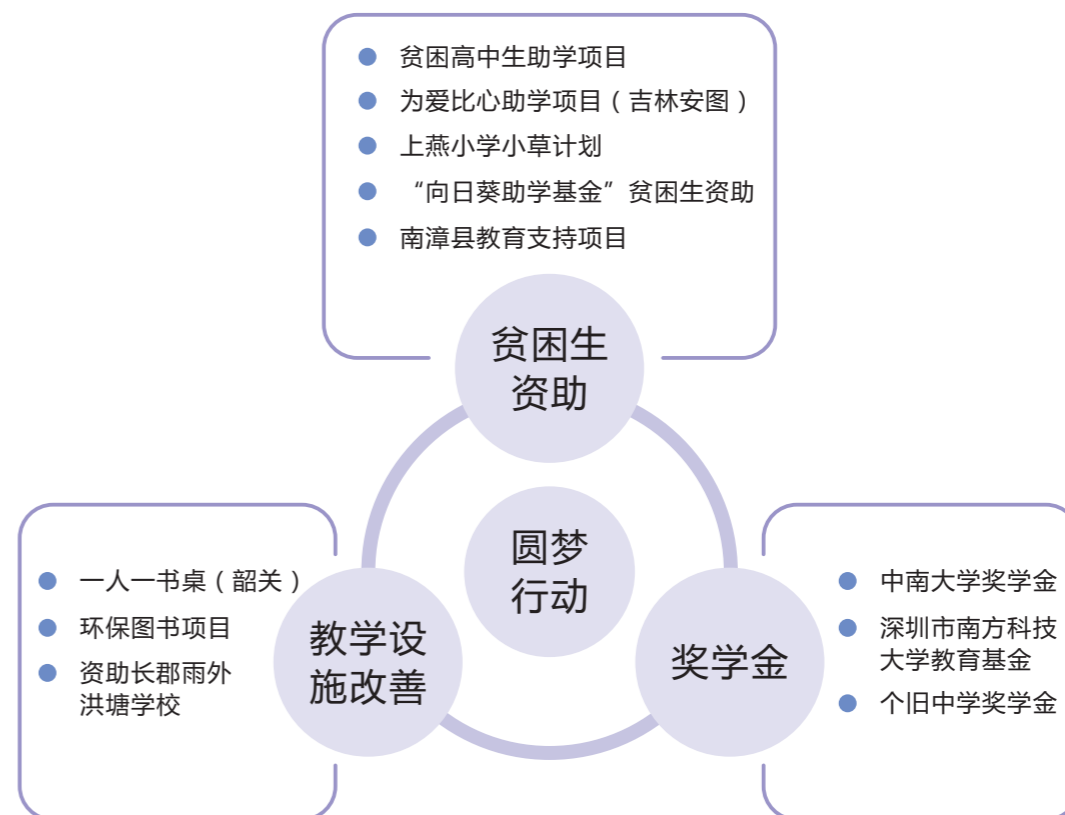 贫困高中生助学项目
为爱比心助学项目（吉林安图）
上燕小学小草计划
“向日葵助学基金”贫困生资助
南漳县教育支持项目
贫困生
资助
圆梦
行动
一人一书桌（韶关）
环保图书项目
资助长郡雨外
洪塘学校
教学设
施改善
奖学金
中南大学奖学金
深圳市南方科技
大学教育基金
个旧中学奖学金